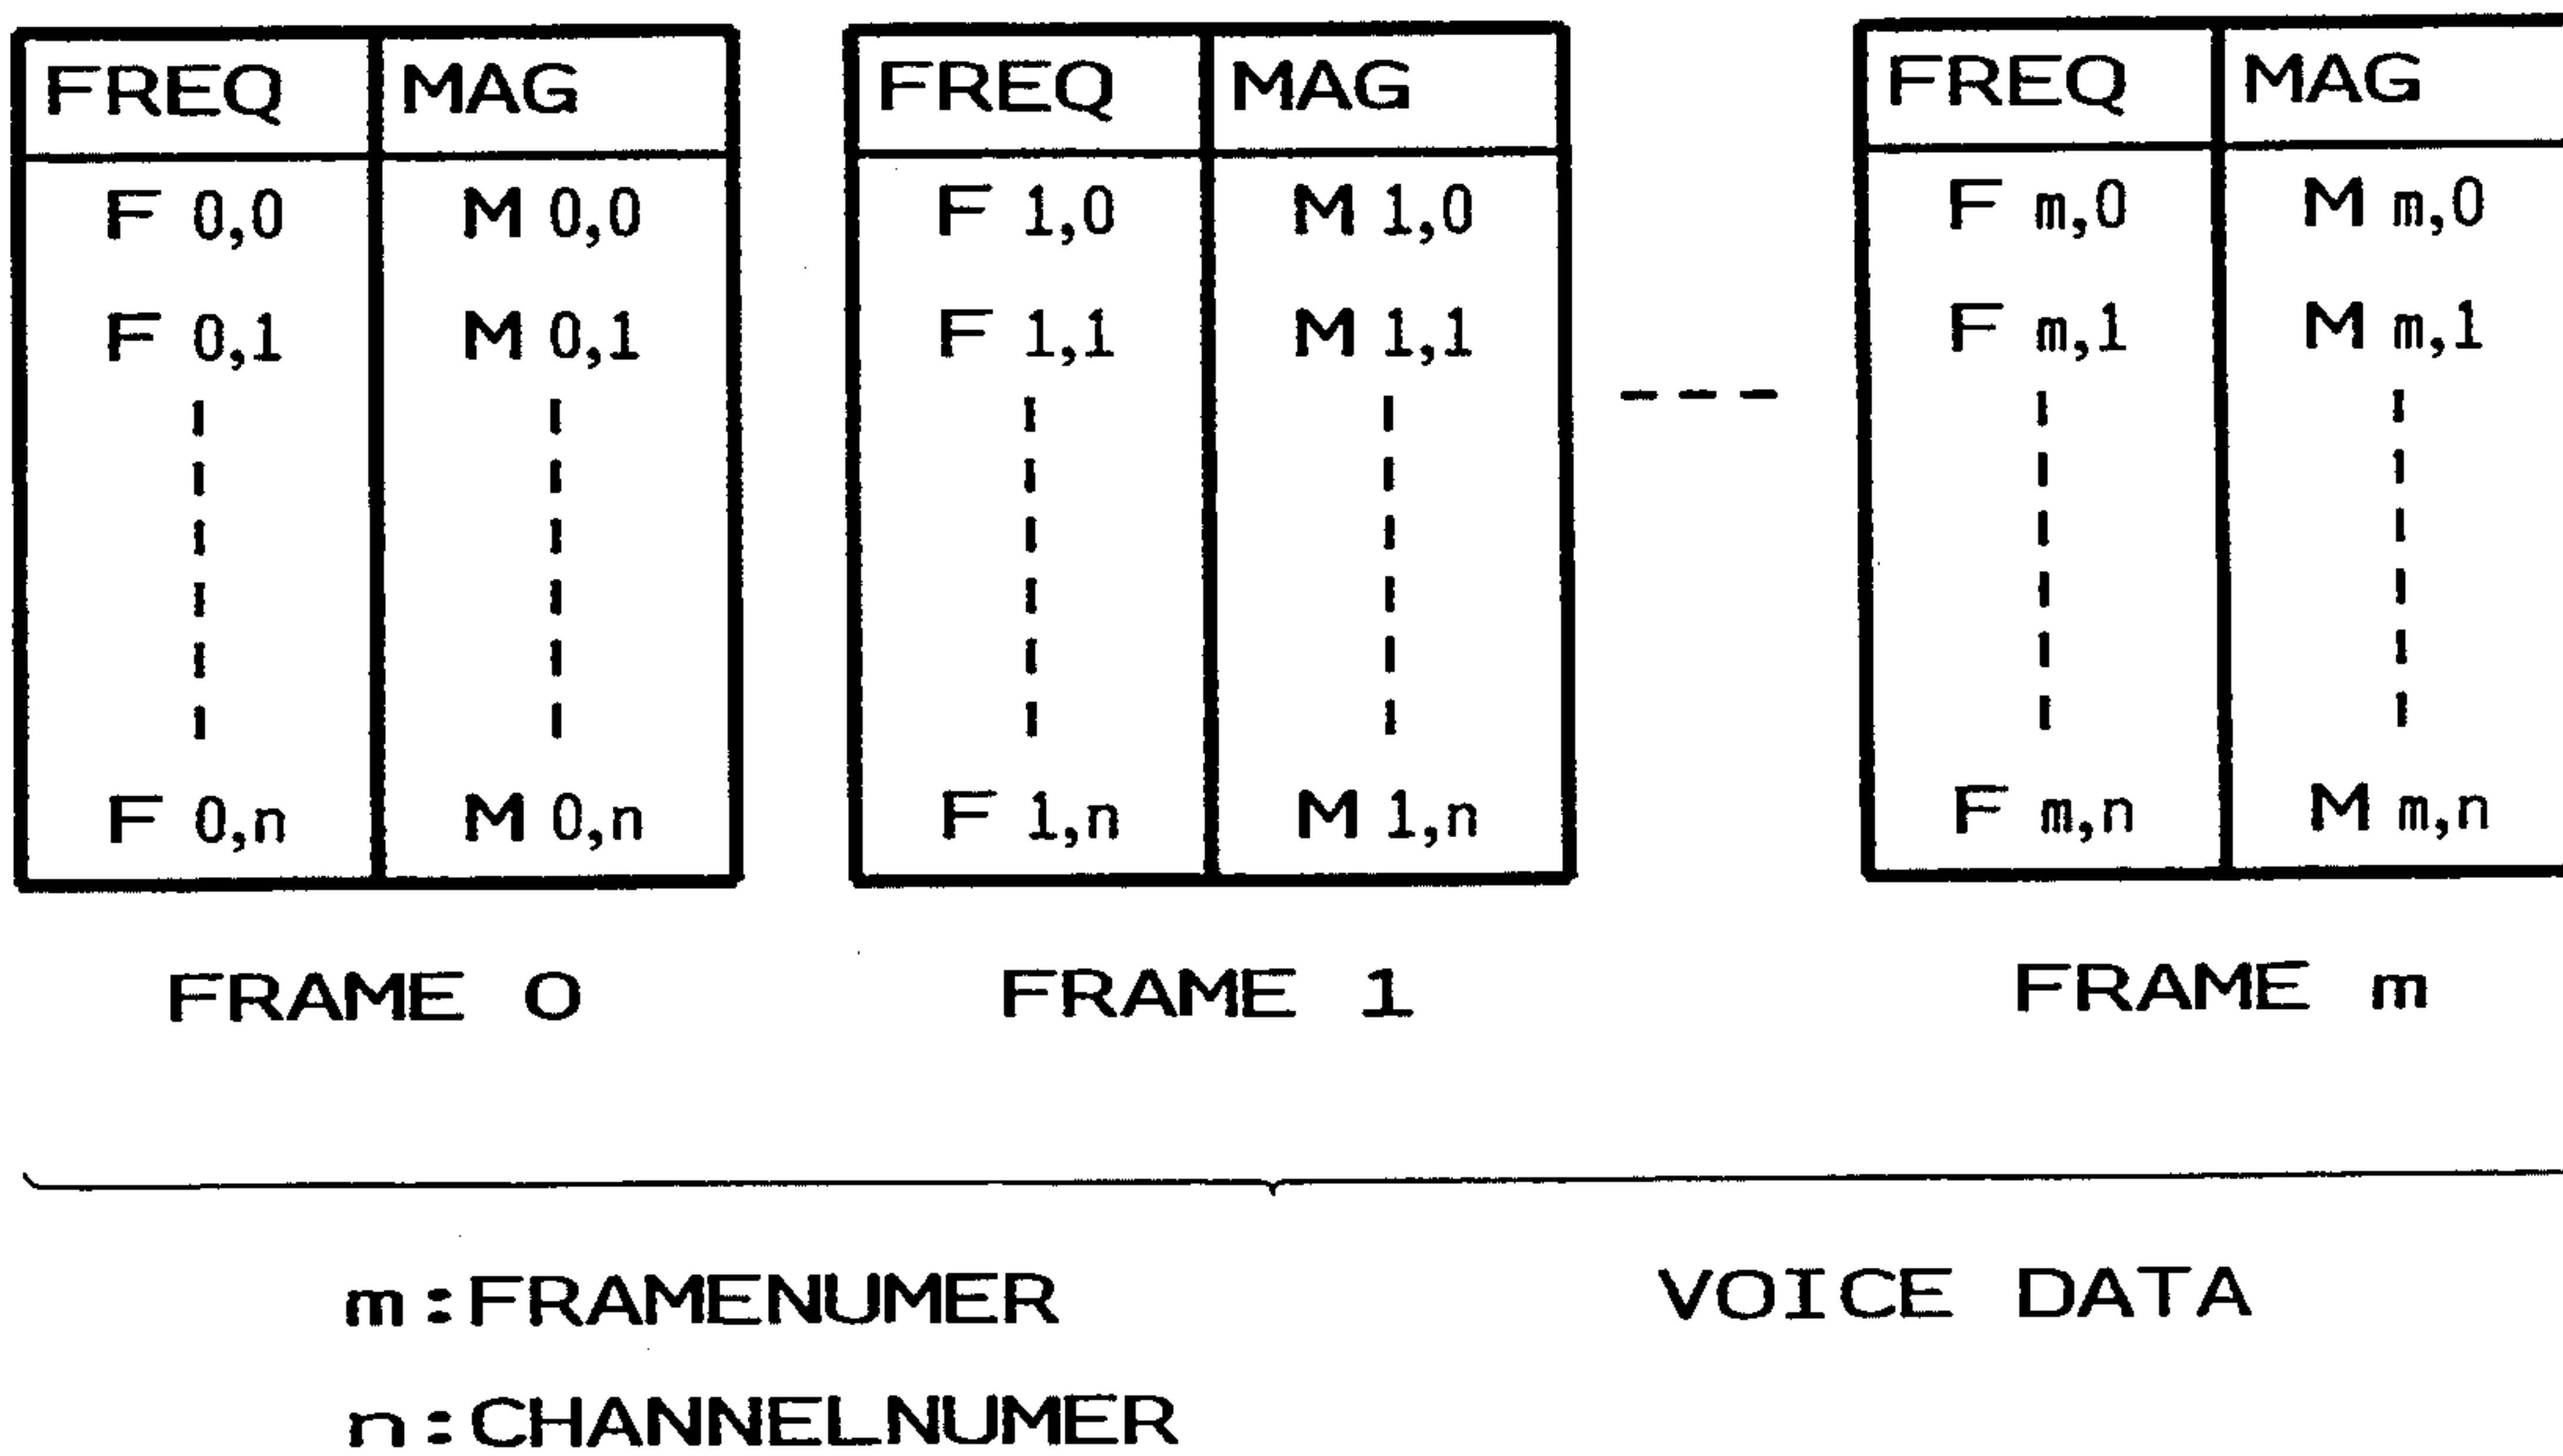 FREQ MAG FREQ MAG FREQ MAG
F 0,0 M 0,0 F 1,0 M 1,0 F m,0 M m,0
F 0,1 M 0,1 F 1,1 M 1,1 F m,1 M m,1
F 0,n M 0,n F 1,n M 1,n F m,n M m,n
FRAME 0 FRAME 1 FRAME m
m:FRAMENUMER VOICE DATA
n:CHANNELNUMER